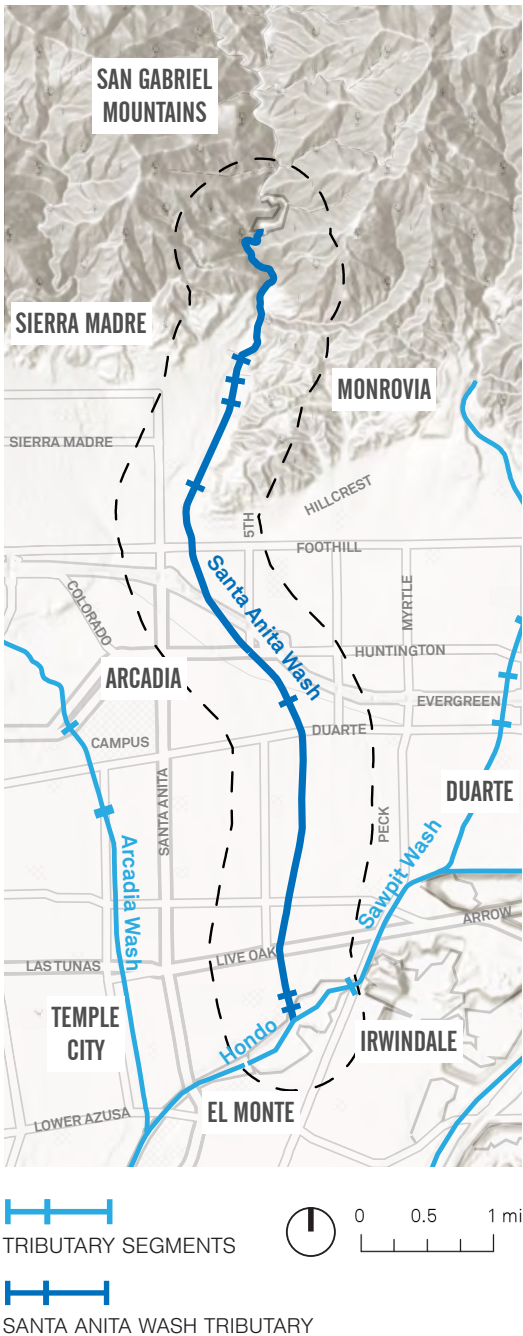 SAN GABRIEL
MOUNTAINS
SIERRA MADRE
MONROVIA
SIERRA MADRE
HILLCREST
5TH
FOOTHILL
Santa Anita Wash
COLORADO
MYRTLE
HUNTINGTON
ARCADIA
EVERGREEN
DUARTE
CAMPUS
SANTA ANITA
DUARTE
PECK
Arcadia Wash
Sawpit Wash
ARROW
LIVE OAK
LAS TUNAS
TEMPLE
CITY
Hondo
IRWINDALE
EL MONTE
LOWER AZUSA
TRIBUTARY SEGMENTS
0 0.5 1 mi
SANTA ANITA WASH TRIBUTARY